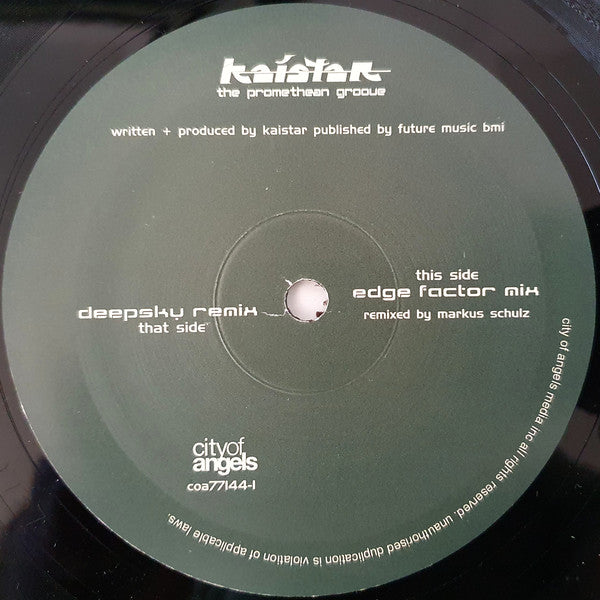 kaistar
the promethean groove
written + produced by kaistar published by future music bmi
this side
edge factor mix
remixed by markus schulz
deepsky remix
that side
cityof
angels
coa77144-1
city of angels media inc all rights reserved. unauthorised duplication is violation of applicable laws.